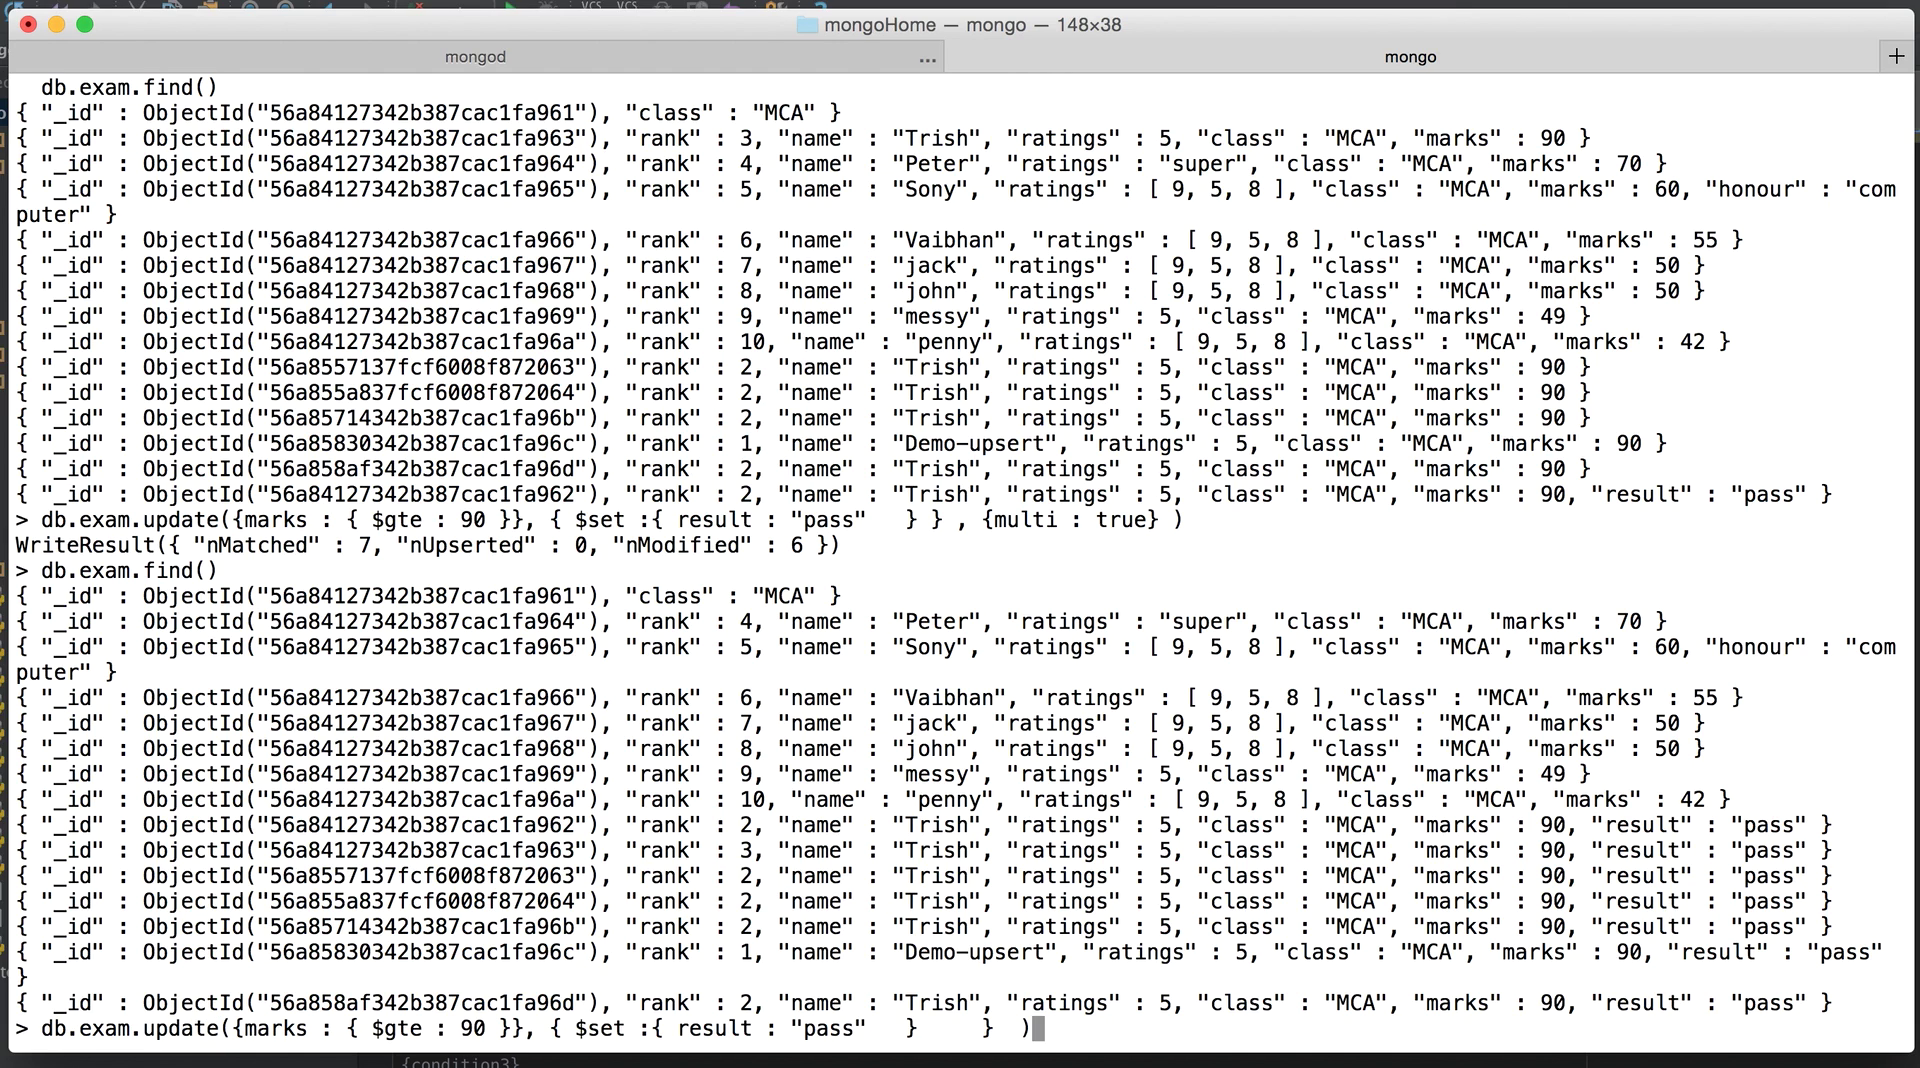 mongoHome — mongo — 148×38
mongod
...
mongo
+
db.exam.find()
{ "_id" : ObjectId("56a84127342b387cac1fa961"), "class" : "MCA" }
{ "_id" : ObjectId("56a84127342b387cac1fa963"), "rank" : 3, "name" : "Trish", "ratings" : 5, "class" : "MCA", "marks" : 90 }
{ "_id" : ObjectId("56a84127342b387cac1fa964"), "rank" : 4, "name" : "Peter", "ratings" : "super", "class" : "MCA", "marks" : 70 }
{ "_id" : ObjectId("56a84127342b387cac1fa965"), "rank" : 5, "name" : "Sony", "ratings" : [ 9, 5, 8 ], "class" : "MCA", "marks" : 60, "honour" : "com
puter" }
{ "_id" : ObjectId("56a84127342b387cac1fa966"), "rank" : 6, "name" : "Vaibhan", "ratings" : [ 9, 5, 8 ], "class" : "MCA", "marks" : 55 }
{ "_id" : ObjectId("56a84127342b387cac1fa967"), "rank" : 7, "name" : "jack", "ratings" : [ 9, 5, 8 ], "class" : "MCA", "marks" : 50 }
{ "_id" : ObjectId("56a84127342b387cac1fa968"), "rank" : 8, "name" : "john", "ratings" : [ 9, 5, 8 ], "class" : "MCA", "marks" : 50 }
{ "_id" : ObjectId("56a84127342b387cac1fa969"), "rank" : 9, "name" : "messy", "ratings" : 5, "class" : "MCA", "marks" : 49 }
{ "_id" : ObjectId("56a84127342b387cac1fa96a"), "rank" : 10, "name" : "penny", "ratings" : [ 9, 5, 8 ], "class" : "MCA", "marks" : 42 }
{ "_id" : ObjectId("56a8557137fcf6008f872063"), "rank" : 2, "name" : "Trish", "ratings" : 5, "class" : "MCA", "marks" : 90 }
{ "_id" : ObjectId("56a855a837fcf6008f872064"), "rank" : 2, "name" : "Trish", "ratings" : 5, "class" : "MCA", "marks" : 90 }
{ "_id" : ObjectId("56a85714342b387cac1fa96b"), "rank" : 2, "name" : "Trish", "ratings" : 5, "class" : "MCA", "marks" : 90 }
{ "_id" : ObjectId("56a85830342b387cac1fa96c"), "rank" : 1, "name" : "Demo-upsert", "ratings" : 5, "class" : "MCA", "marks" : 90 }
{ "_id" : ObjectId("56a858af342b387cac1fa96d"), "rank" : 2, "name" : "Trish", "ratings" : 5, "class" : "MCA", "marks" : 90 }
{ "_id" : ObjectId("56a84127342b387cac1fa962"), "rank" : 2, "name" : "Trish", "ratings" : 5, "class" : "MCA", "marks" : 90, "result" : "pass" }
> db.exam.update({marks : { $gte : 90 }}, { $set :{ result : "pass"   } } , {multi : true} )
WriteResult({ "nMatched" : 7, "nUpserted" : 0, "nModified" : 6 })
> db.exam.find()
{ "_id" : ObjectId("56a84127342b387cac1fa961"), "class" : "MCA" }
{ "_id" : ObjectId("56a84127342b387cac1fa964"), "rank" : 4, "name" : "Peter", "ratings" : "super", "class" : "MCA", "marks" : 70 }
{ "_id" : ObjectId("56a84127342b387cac1fa965"), "rank" : 5, "name" : "Sony", "ratings" : [ 9, 5, 8 ], "class" : "MCA", "marks" : 60, "honour" : "com
puter" }
{ "_id" : ObjectId("56a84127342b387cac1fa966"), "rank" : 6, "name" : "Vaibhan", "ratings" : [ 9, 5, 8 ], "class" : "MCA", "marks" : 55 }
{ "_id" : ObjectId("56a84127342b387cac1fa967"), "rank" : 7, "name" : "jack", "ratings" : [ 9, 5, 8 ], "class" : "MCA", "marks" : 50 }
{ "_id" : ObjectId("56a84127342b387cac1fa968"), "rank" : 8, "name" : "john", "ratings" : [ 9, 5, 8 ], "class" : "MCA", "marks" : 50 }
{ "_id" : ObjectId("56a84127342b387cac1fa969"), "rank" : 9, "name" : "messy", "ratings" : 5, "class" : "MCA", "marks" : 49 }
{ "_id" : ObjectId("56a84127342b387cac1fa96a"), "rank" : 10, "name" : "penny", "ratings" : [ 9, 5, 8 ], "class" : "MCA", "marks" : 42 }
{ "_id" : ObjectId("56a84127342b387cac1fa962"), "rank" : 2, "name" : "Trish", "ratings" : 5, "class" : "MCA", "marks" : 90, "result" : "pass" }
{ "_id" : ObjectId("56a84127342b387cac1fa963"), "rank" : 3, "name" : "Trish", "ratings" : 5, "class" : "MCA", "marks" : 90, "result" : "pass" }
{ "_id" : ObjectId("56a8557137fcf6008f872063"), "rank" : 2, "name" : "Trish", "ratings" : 5, "class" : "MCA", "marks" : 90, "result" : "pass" }
{ "_id" : ObjectId("56a855a837fcf6008f872064"), "rank" : 2, "name" : "Trish", "ratings" : 5, "class" : "MCA", "marks" : 90, "result" : "pass" }
{ "_id" : ObjectId("56a85714342b387cac1fa96b"), "rank" : 2, "name" : "Trish", "ratings" : 5, "class" : "MCA", "marks" : 90, "result" : "pass" }
{ "_id" : ObjectId("56a85830342b387cac1fa96c"), "rank" : 1, "name" : "Demo-upsert", "ratings" : 5, "class" : "MCA", "marks" : 90, "result" : "pass"
}
{ "_id" : ObjectId("56a858af342b387cac1fa96d"), "rank" : 2, "name" : "Trish", "ratings" : 5, "class" : "MCA", "marks" : 90, "result" : "pass" }
> db.exam.update({marks : { $gte : 90 }}, { $set :{ result : "pass"   }     }  )
{condition3}